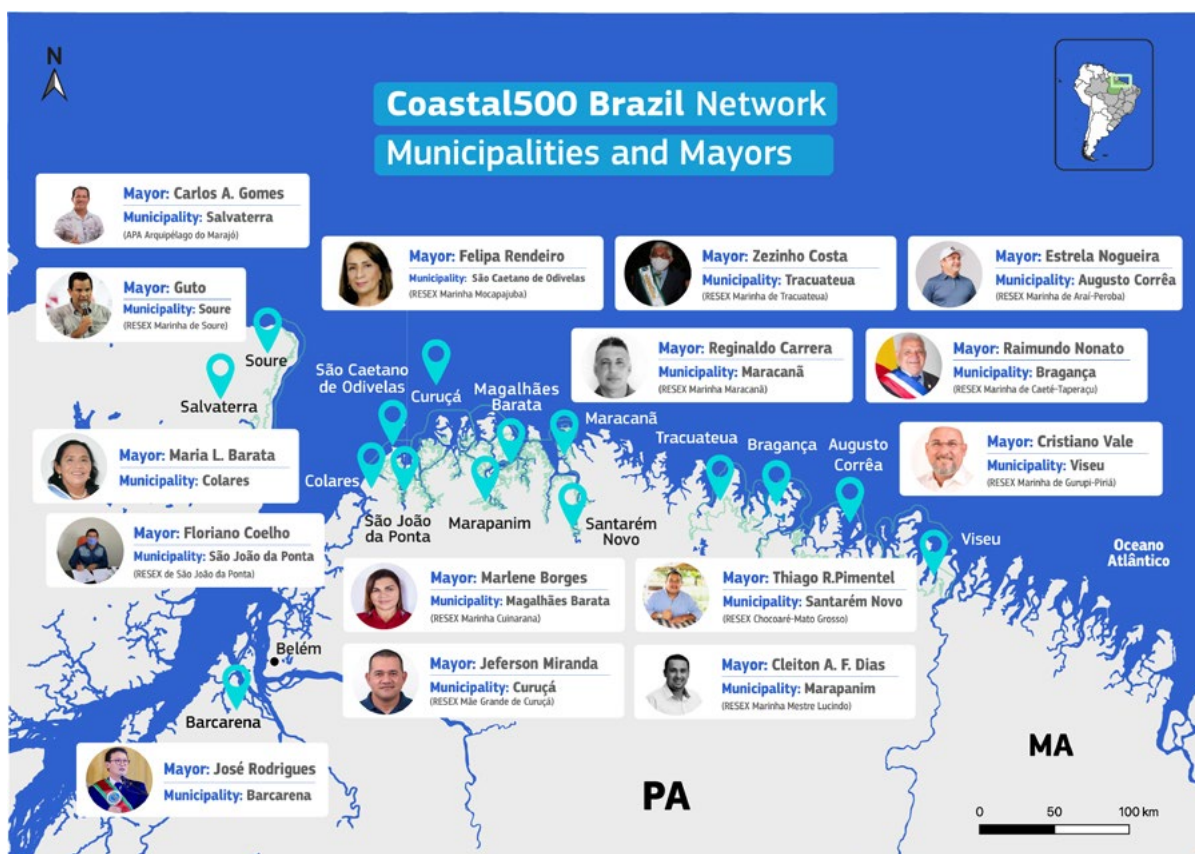 N
Coastal500 Brazil Network
Municipalities and Mayors
Mayor: Carlos A. Gomes
Municipality: Salvaterra
(APA Arquipélago do Marajó)
Mayor: Guto
Municipality: Soure
(RESEX Marinha de Soure)
Mayor: Felipa Rendeiro
Municipality: São Caetano de Odivelas
(RESEX Marinha Mocapajuba)
Mayor: Zezinho Costa
Municipality: Tracuateua
(RESEX Marinha de Tracuateua)
Mayor: Estrela Nogueira
Municipality: Augusto Corrêa
(RESEX Marinha de Araí-Peroba)
Mayor: Reginaldo Carrera
Municipality: Maracanã
(RESEX Marinha Maracanã)
Mayor: Raimundo Nonato
Municipality: Bragança
(RESEX Marinha de Caeté-Taperaçu)
Soure
Salvaterra
São Caetano
de Odivelas
Curuçá
Magalhães
Barata
Maracanã
Tracuateua
Bragança
Augusto
Corrêa
Mayor: Cristiano Vale
Municipality: Viseu
(RESEX Marinha de Gurupi-Piriá)
Mayor: Maria L. Barata
Municipality: Colares
Colares
São João
da Ponta
Marapanim
Santarém
Novo
Viseu
Oceano
Atlântico
Mayor: Floriano Coelho
Municipality: São João da Ponta
(RESEX de São João da Ponta)
Mayor: Marlene Borges
Municipality: Magalhães Barata
(RESEX Marinha Cuinarana)
Mayor: Thiago R.Pimentel
Municipality: Santarém Novo
(RESEX Chocoaré-Mato Grosso)
Belém
Barcarena
Mayor: Jeferson Miranda
Municipality: Curuçá
(RESEX Mãe Grande de Curuçá)
Mayor: Cleiton A. F. Dias
Municipality: Marapanim
(RESEX Marinha Mestre Lucindo)
Mayor: José Rodrigues
Municipality: Barcarena
PA
MA
0 50 100 km